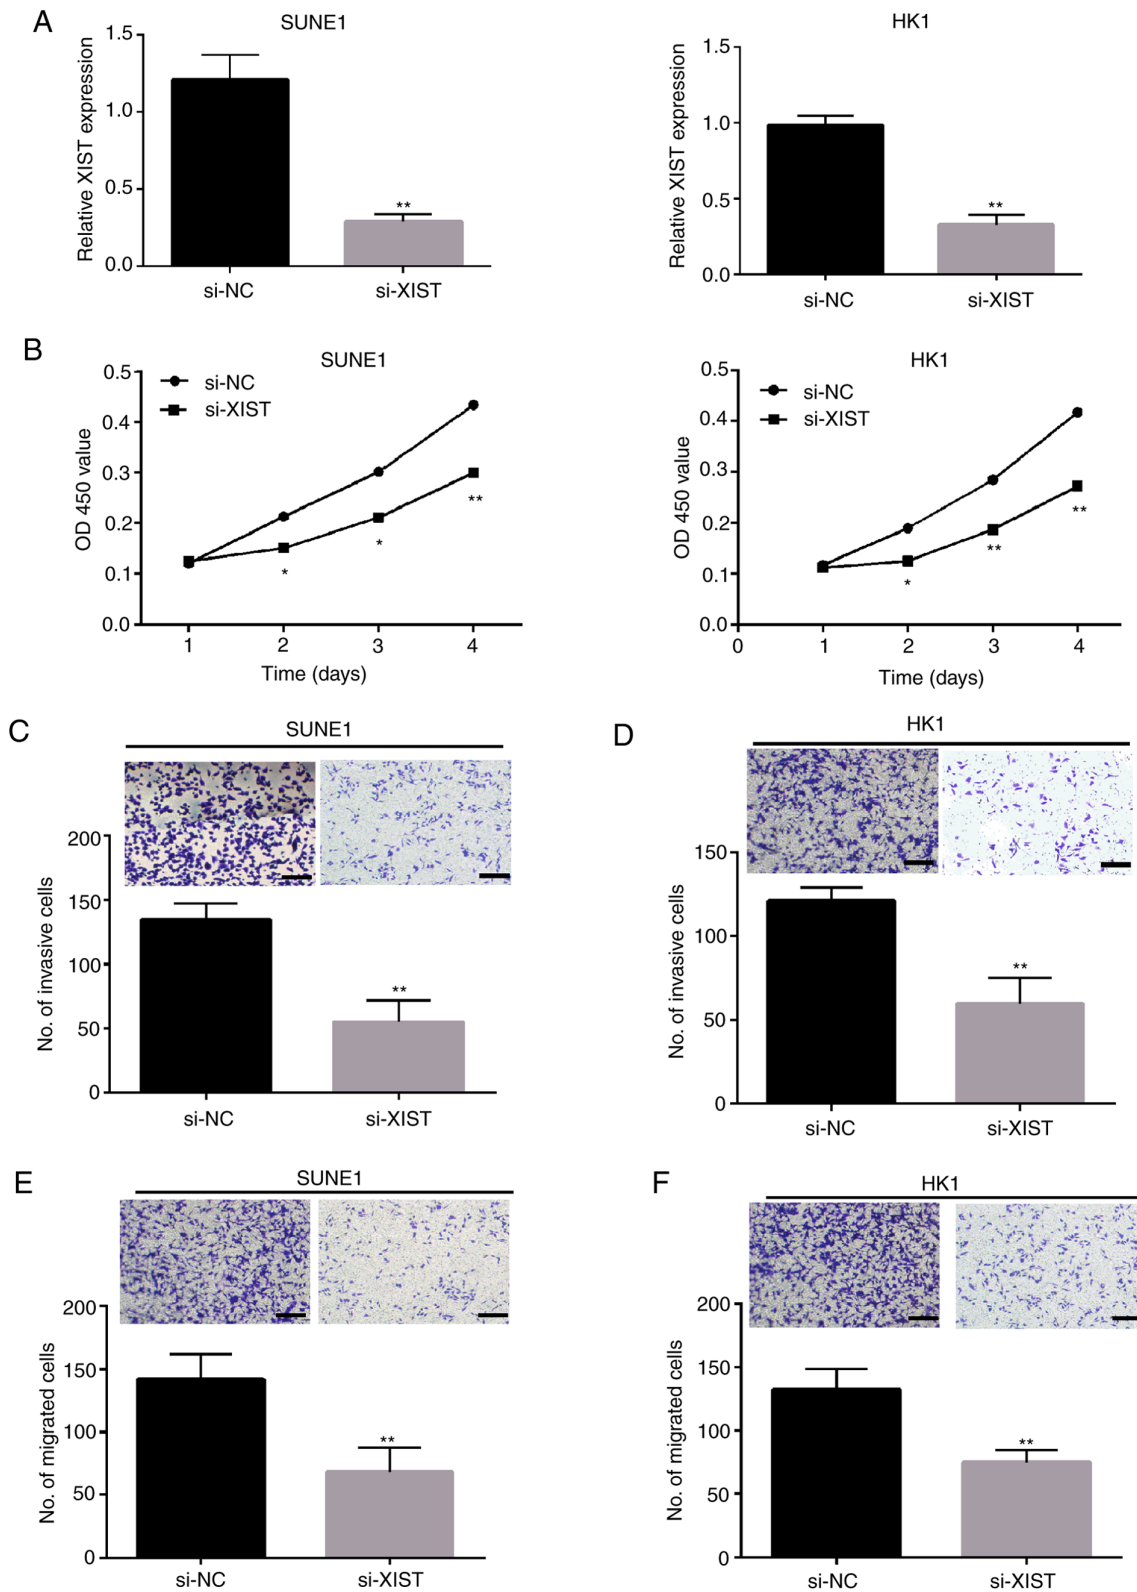 A
SUNE1
Relative XIST expression
1.5
1.0
0.5
0.0
**
si-NC
si-XIST
HK1
Relative XIST expression
1.5
1.0
0.5
0.0
**
si-NC
si-XIST
B
SUNE1
si-NC
si-XIST
OD 450 value
0.5
0.4
0.3
0.2
0.1
0.0
*
*
**
1
2
3
4
Time (days)
HK1
si-NC
si-XIST
OD 450 value
0.5
0.4
0.3
0.2
0.1
0.0
*
**
**
0
1
2
3
4
Time (days)
C
SUNE1
No. of invasive cells
200
150
100
50
0
**
si-NC
si-XIST
D
HK1
No. of invasive cells
150
100
50
0
**
si-NC
si-XIST
E
SUNE1
No. of migrated cells
200
150
100
50
0
**
si-NC
si-XIST
F
HK1
No. of migrated cells
200
150
100
50
0
**
si-NC
si-XIST